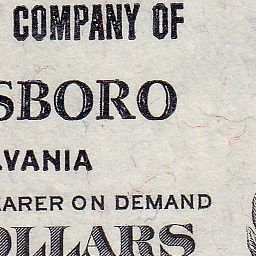 COMPANY OF
SBORO
VANIA
ARER ON DEMAND
OLLARS